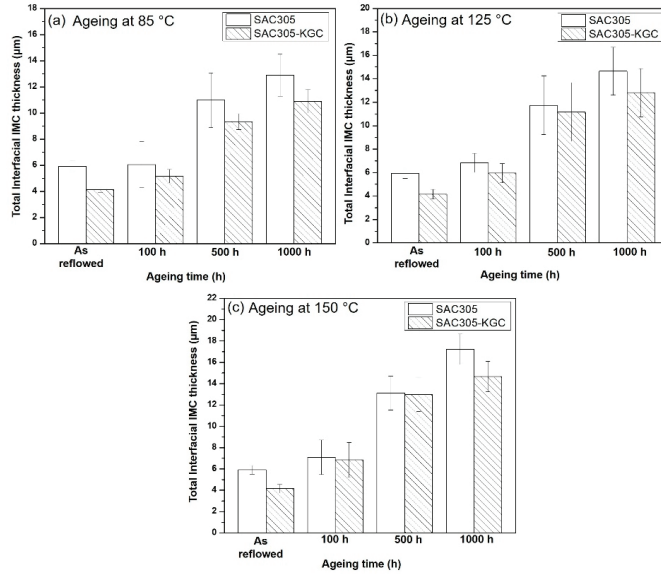 (a) Ageing at 85 °C
SAC305
SAC305-KGC
18
16
14
12
10
8
6
4
2
0
Total Interfacial IMC thickness (µm)
As
reflowed
100 h
500 h
1000 h
Ageing time (h)
(b) Ageing at 125 °C
SAC305
SAC305-KGC
20
18
16
14
12
10
8
6
4
2
0
Total Interfacial IMC thickness (µm)
As
reflowed
100 h
500 h
1000 h
Ageing time (h)
(c) Ageing at 150 °C
SAC305
SAC305-KGC
22
20
18
16
14
12
10
8
6
4
2
0
Total Interfacial IMC thickness (µm)
As
reflowed
100 h
500 h
1000 h
Ageing time (h)